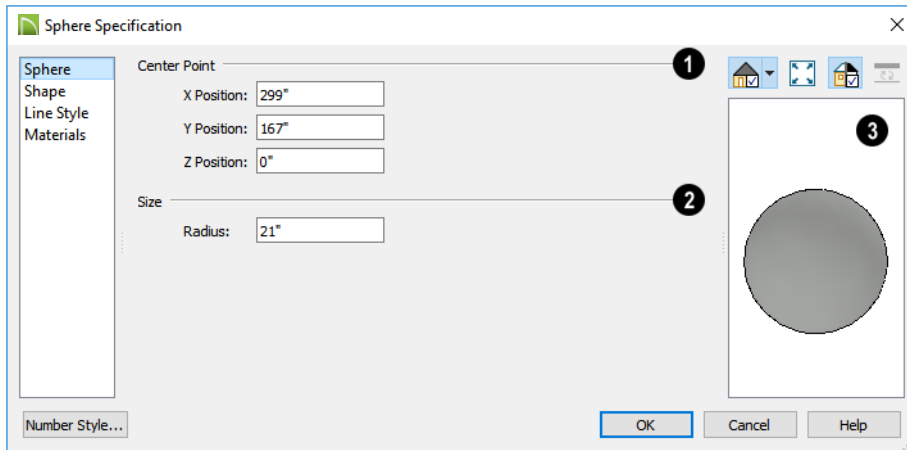 Sphere Specification
Sphere
Shape
Line Style
Materials
Center Point
1
X Position: 299"
Y Position: 167"
Z Position: 0"
Size
2
Radius: 21"
3
Number Style...
OK
Cancel
Help